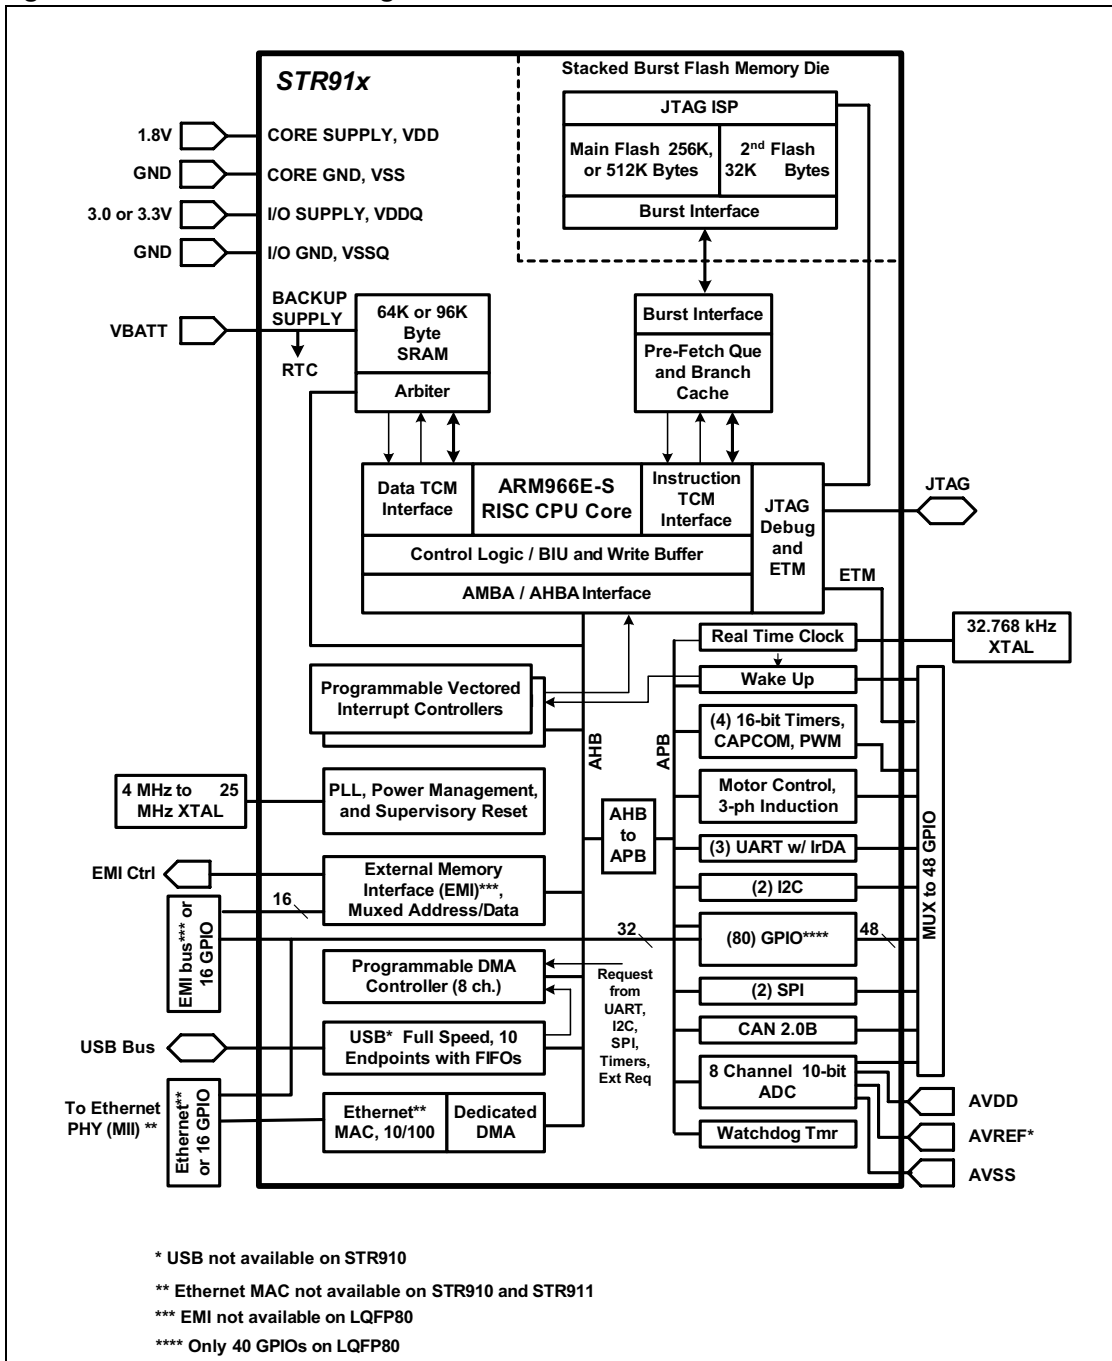 STR91x
Stacked Burst Flash Memory Die
JTAG ISP
Main Flash 256K,
or 512K Bytes
2nd Flash
32K Bytes
Burst Interface
1.8V
CORE SUPPLY, VDD
GND
CORE GND, VSS
3.0 or 3.3V
I/O SUPPLY, VDDQ
GND
I/O GND, VSSQ
BACKUP
SUPPLY
VBATT
RTC
64K or 96K
Byte
SRAM
Arbiter
Burst Interface
Pre-Fetch Que
and Branch
Cache
Data TCM
Interface
ARM966E-S
RISC CPU Core
Instruction
TCM
Interface
JTAG
Debug
and
ETM
JTAG
Control Logic / BIU and Write Buffer
AMBA / AHBA Interface
ETM
Real Time Clock
32.768 kHz
XTAL
Wake Up
Programmable Vectored
Interrupt Controllers
(4) 16-bit Timers,
CAPCOM, PWM
AHB
APB
4 MHz to 25
MHz XTAL
PLL, Power Management,
and Supervisory Reset
Motor Control,
3-ph Induction
AHB
to
APB
(3) UART w/ IrDA
MUX to 48 GPIO
EMI Ctrl
External Memory
Interface (EMI)***,
Muxed Address/Data
16
(2) I2C
EMI bus*** or
16 GPIO
32
(80) GPIO****
48
Programmable DMA
Controller (8 ch.)
Request
from
UART,
I2C,
SPI,
Timers,
Ext Req
(2) SPI
USB Bus
USB* Full Speed, 10
Endpoints with FIFOs
CAN 2.0B
8 Channel 10-bit
ADC
AVDD
To Ethernet
PHY (MII) **
Ethernet**
or 16 GPIO
Ethernet**
MAC, 10/100
Dedicated
DMA
Watchdog Tmr
AVREF*
AVSS
* USB not available on STR910
** Ethernet MAC not available on STR910 and STR911
*** EMI not available on LQFP80
**** Only 40 GPIOs on LQFP80